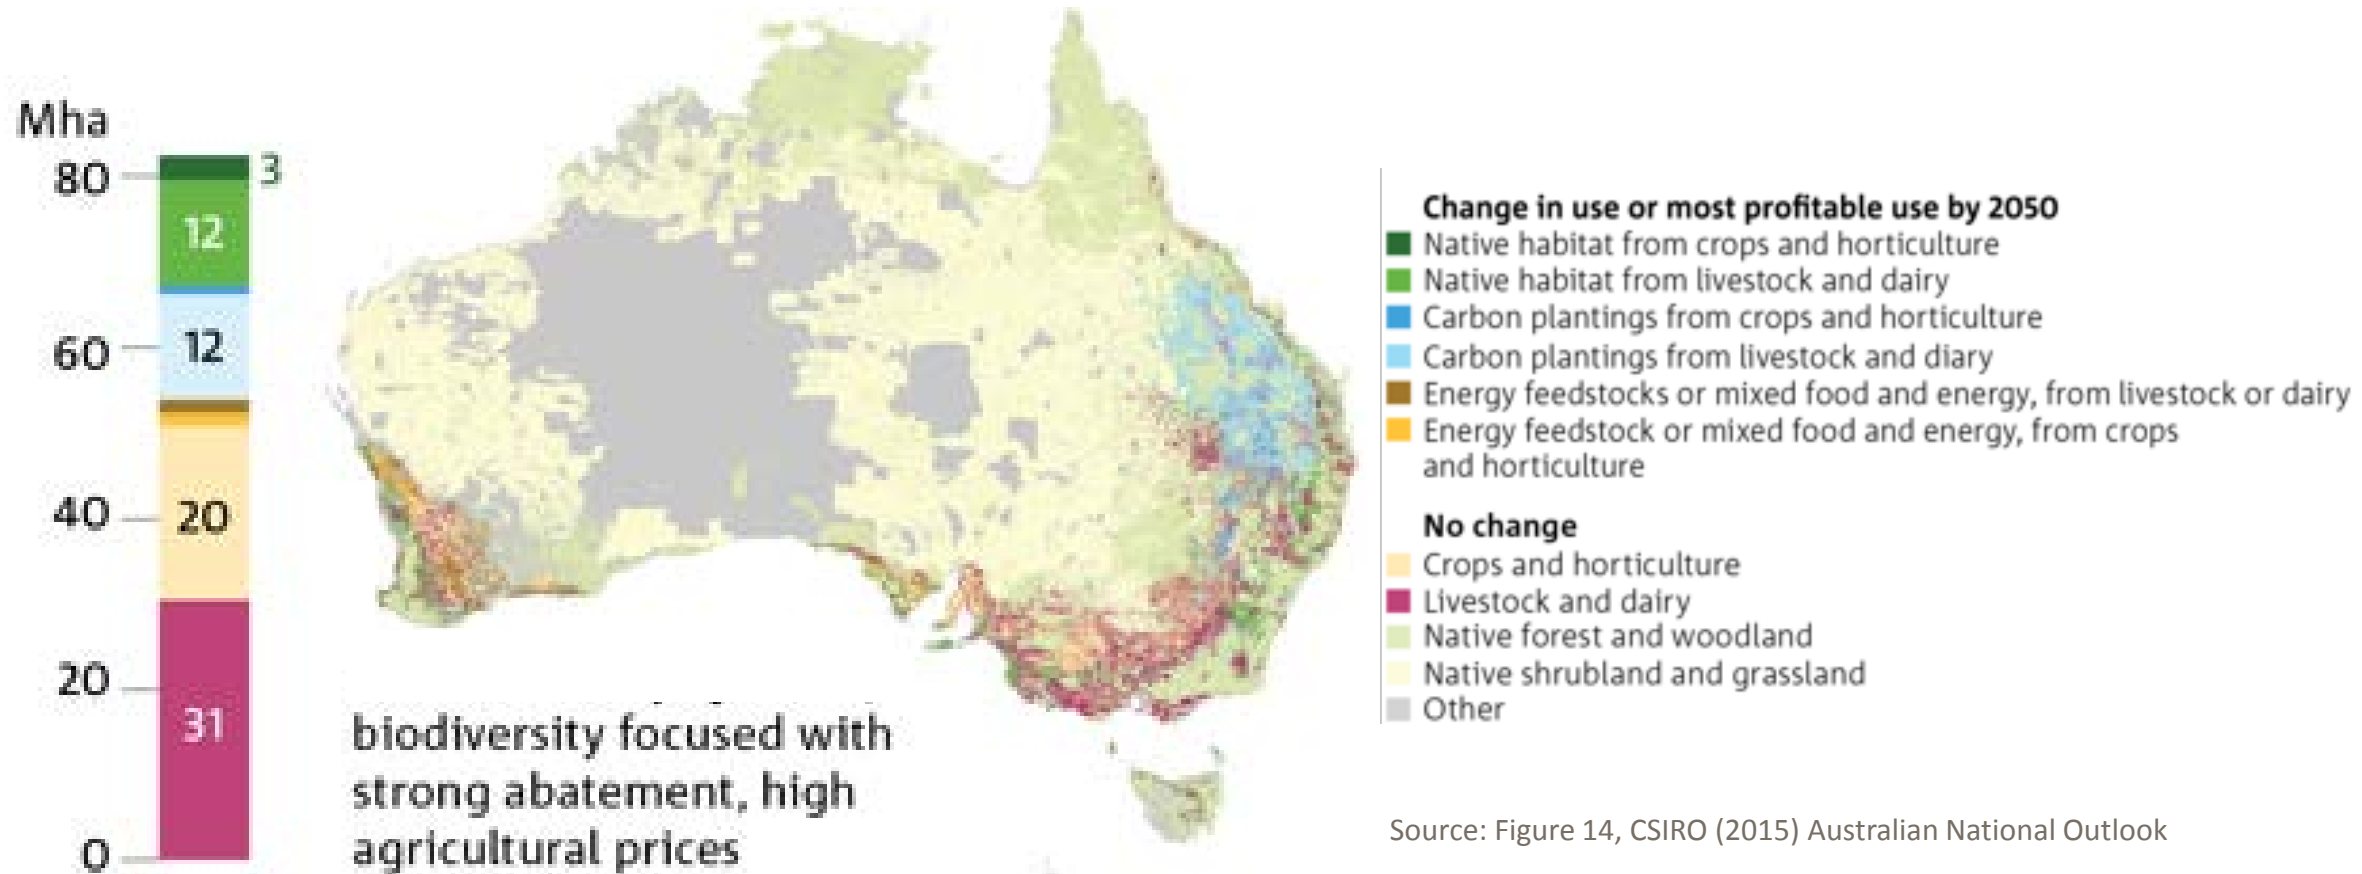 Mha
80
60
40
20
0
3
12
12
20
31
biodiversity focused with
strong abatement, high
agricultural prices
Change in use or most profitable use by 2050
Native habitat from crops and horticulture
Native habitat from livestock and dairy
Carbon plantings from crops and horticulture
Carbon plantings from livestock and diary
Energy feedstocks or mixed food and energy, from livestock or dairy
Energy feedstock or mixed food and energy, from crops
and horticulture
No change
Crops and horticulture
Livestock and dairy
Native forest and woodland
Native shrubland and grassland
Other
Source: Figure 14, CSIRO (2015) Australian National Outlook